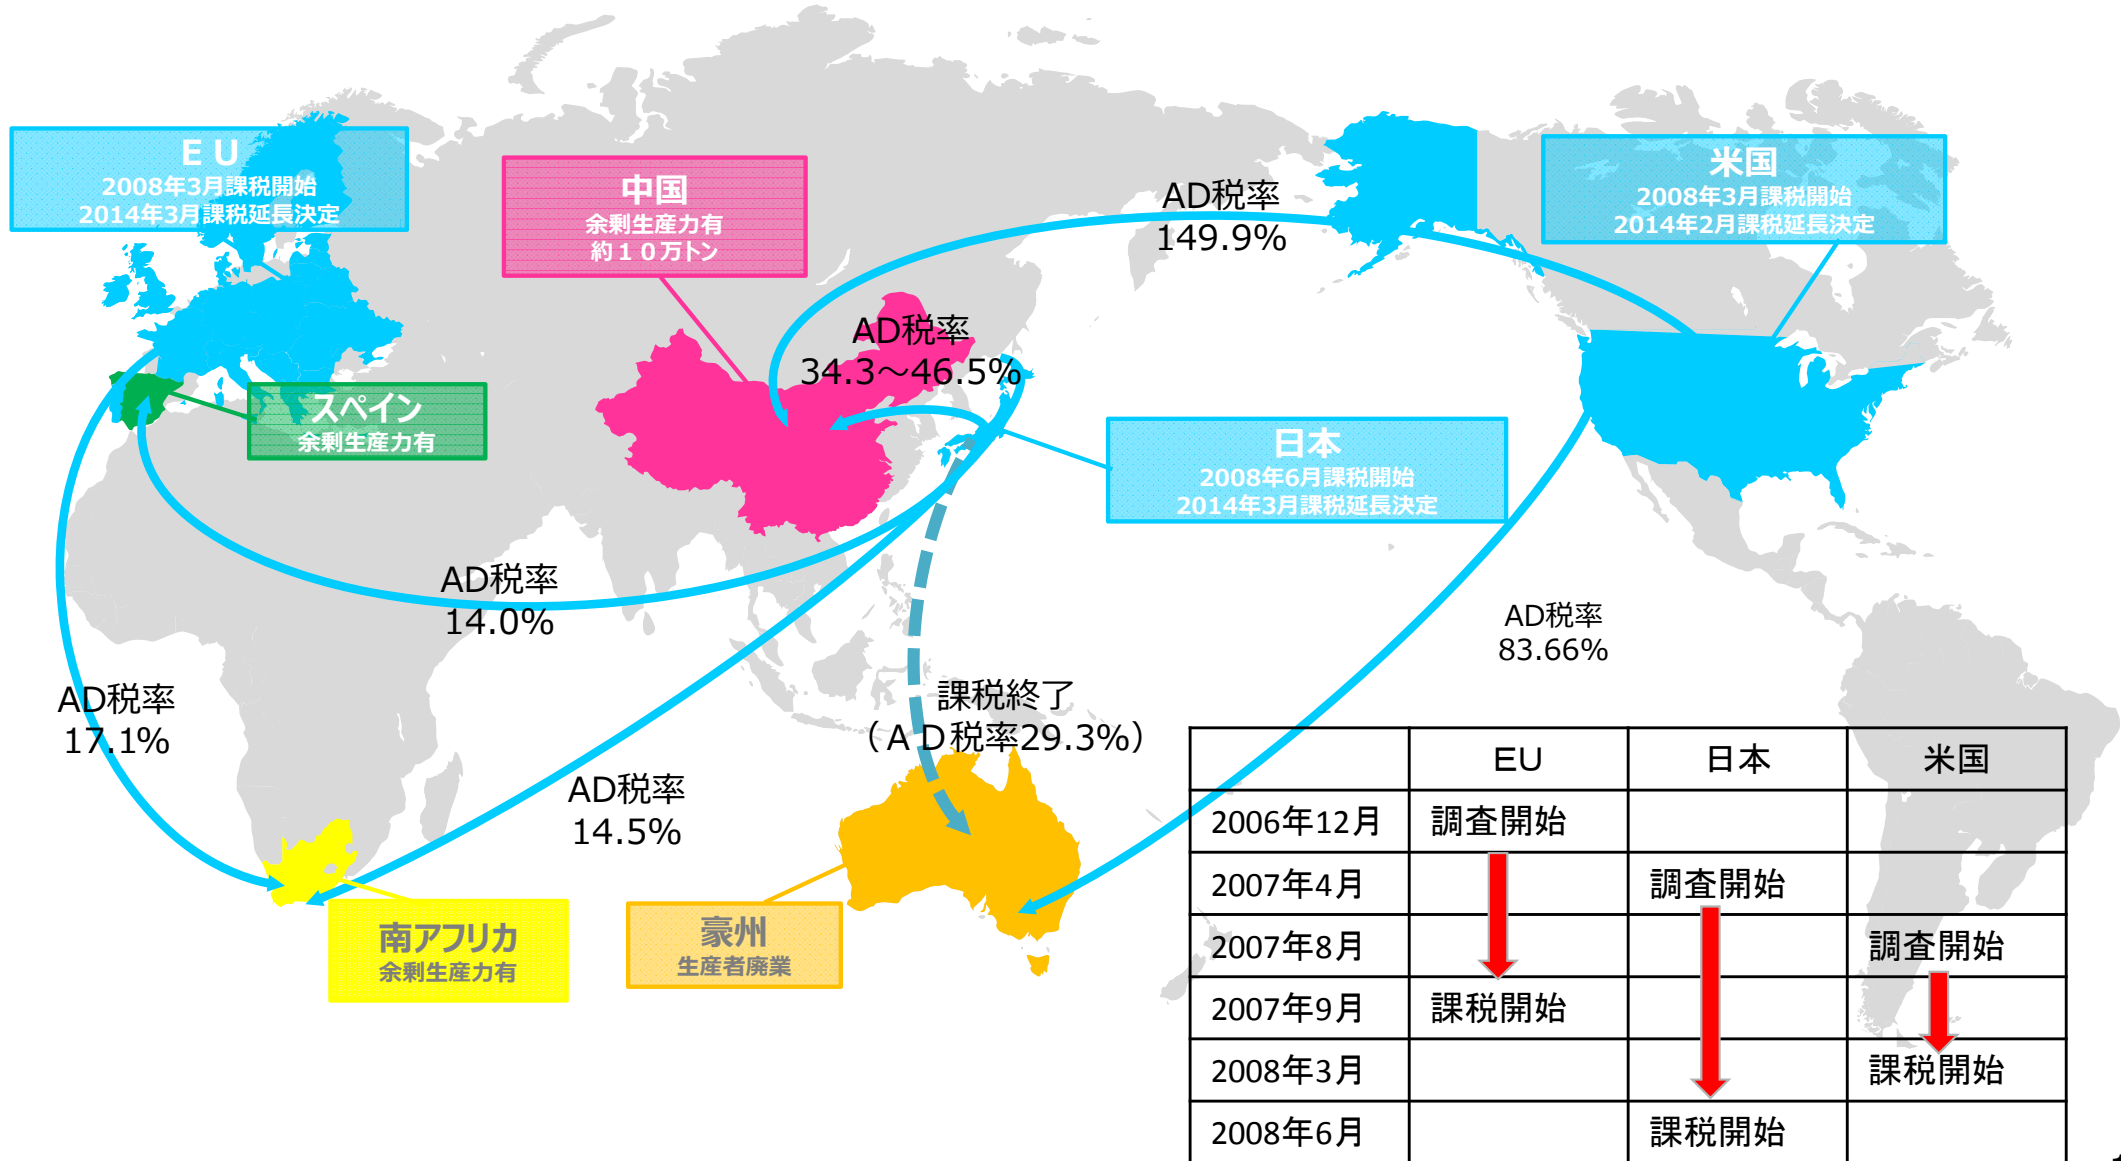 ＥＵ
2008年3月課税開始
2014年3月課税延長決定
中国
余剰生産力有
約１０万トン
AD税率
149.9%
米国
2008年3月課税開始
2014年2月課税延長決定
AD税率
34.3～46.5%
スペイン
余剰生産力有
日本
2008年6月課税開始
2014年3月課税延長決定
AD税率
14.0%
AD税率
83.66%
AD税率
17.1%
課税終了
（ＡＤ税率29.3%）
AD税率
14.5%
南アフリカ
余剰生産力有
豪州
生産者廃業
EU 日本 米国
2006年12月 調査開始
2007年4月 調査開始
2007年8月 調査開始
2007年9月 課税開始
2008年3月 課税開始
2008年6月 課税開始